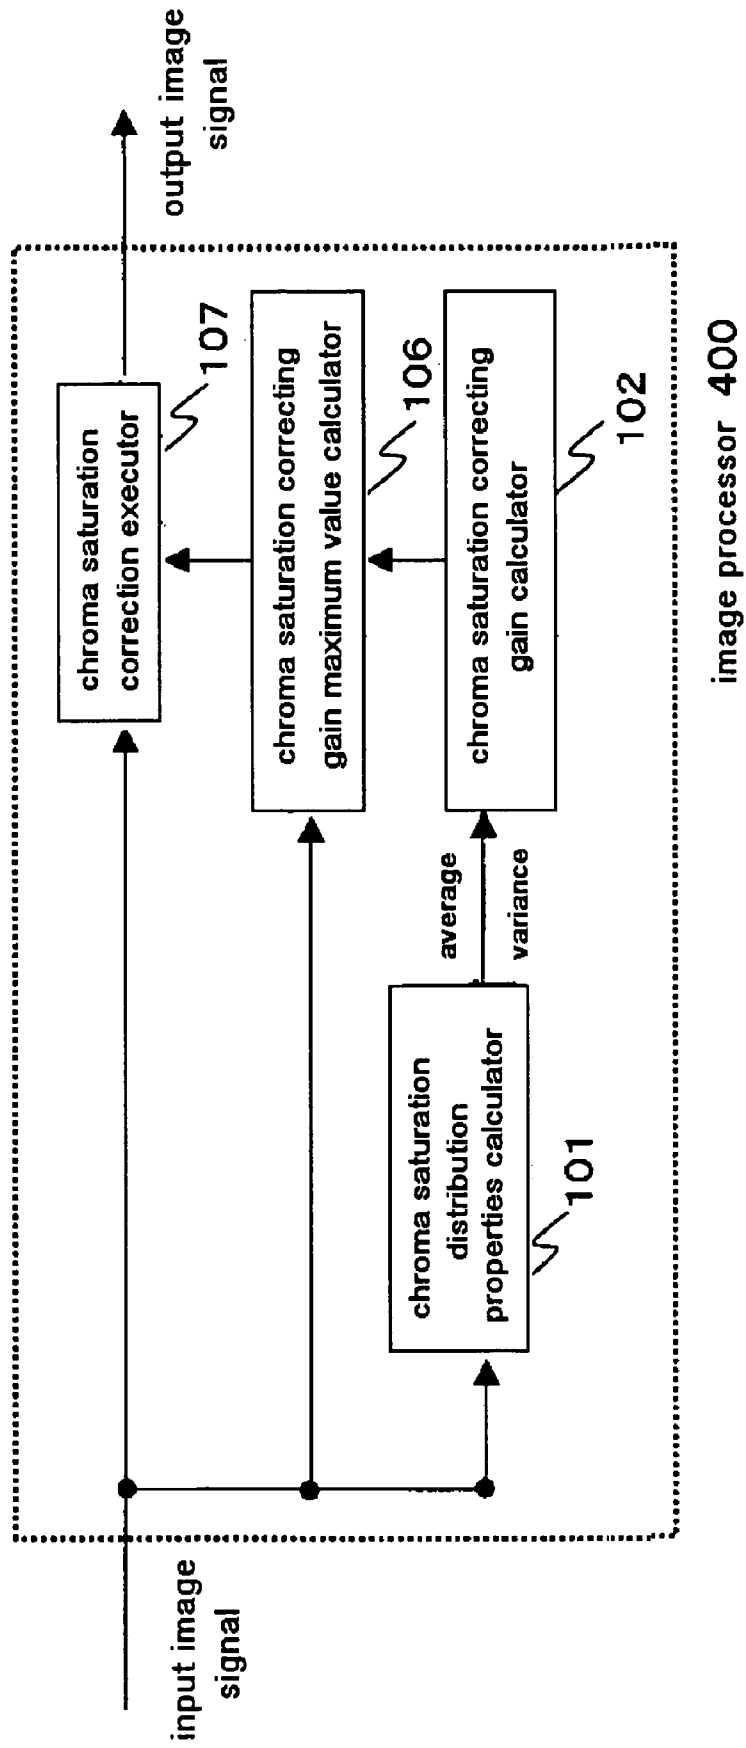 input image
signal
chroma saturation
correction executor
107
output image
signal
chroma saturation correcting
gain maximum value calculator
106
chroma saturation
distribution
properties calculator
101
average
variance
chroma saturation correcting
gain calculator
102
image processor 400